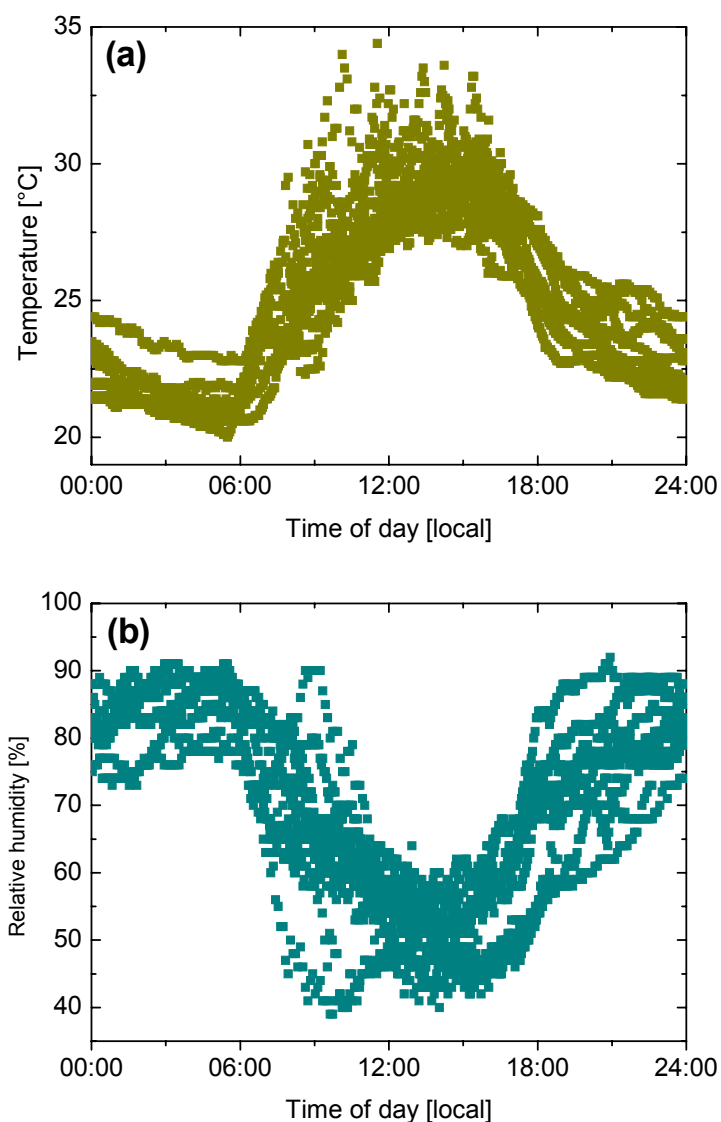 35
(a)
30
25
20
Temperature [°C]
00:00 06:00 12:00 18:00 24:00
Time of day [local]
100
(b)
90
80
70
60
50
40
Relative humidity [%]
00:00 06:00 12:00 18:00 24:00
Time of day [local]